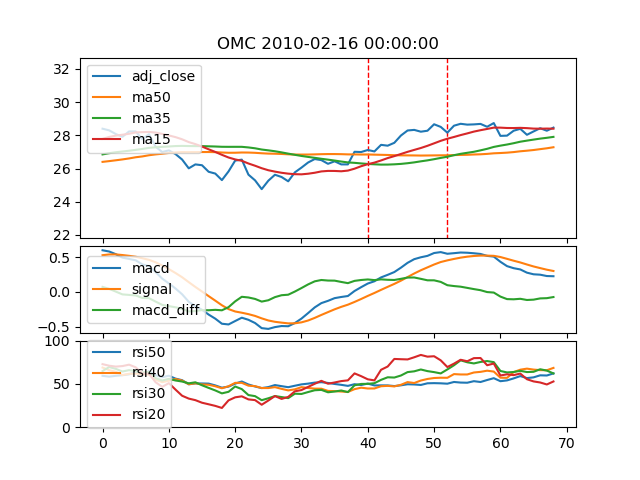 OMC 2010-02-16 00:00:00
32
30
28
26
24
22
adj_close
ma50
ma35
ma15
0.5
0.0
−0.5
macd
signal
macd_diff
100
50
0
rsi50
rsi40
rsi30
rsi20
0 10 20 30 40 50 60 70